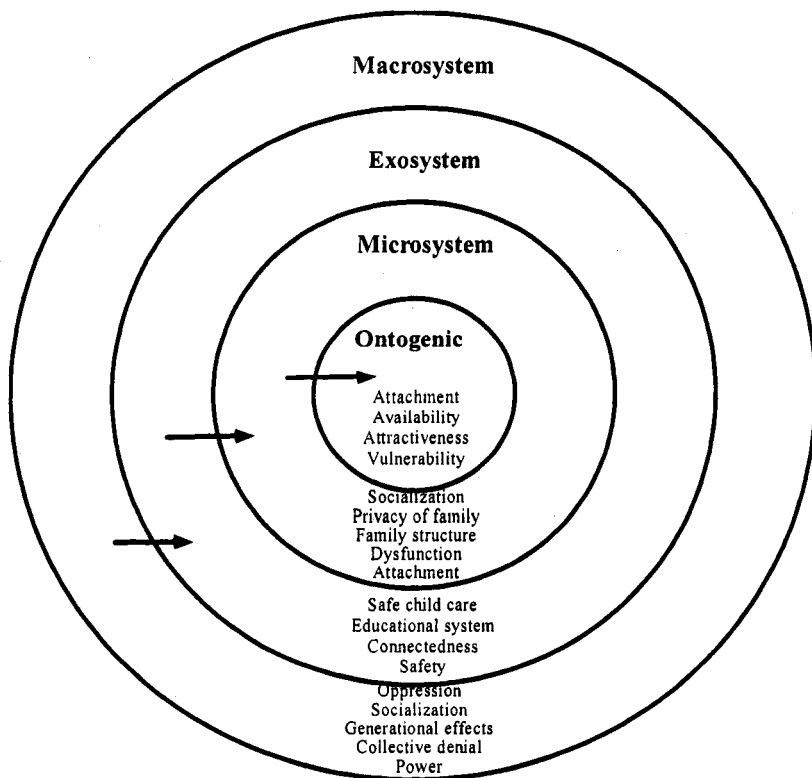 Macrosystem
Exosystem
Microsystem
Ontogenic
Attachment
Availability
Attractiveness
Vulnerability
Socialization
Privacy of family
Family structure
Dysfunction
Attachment
Safe child care
Educational system
Connectedness
Safety
Oppression
Socialization
Generational effects
Collective denial
Power